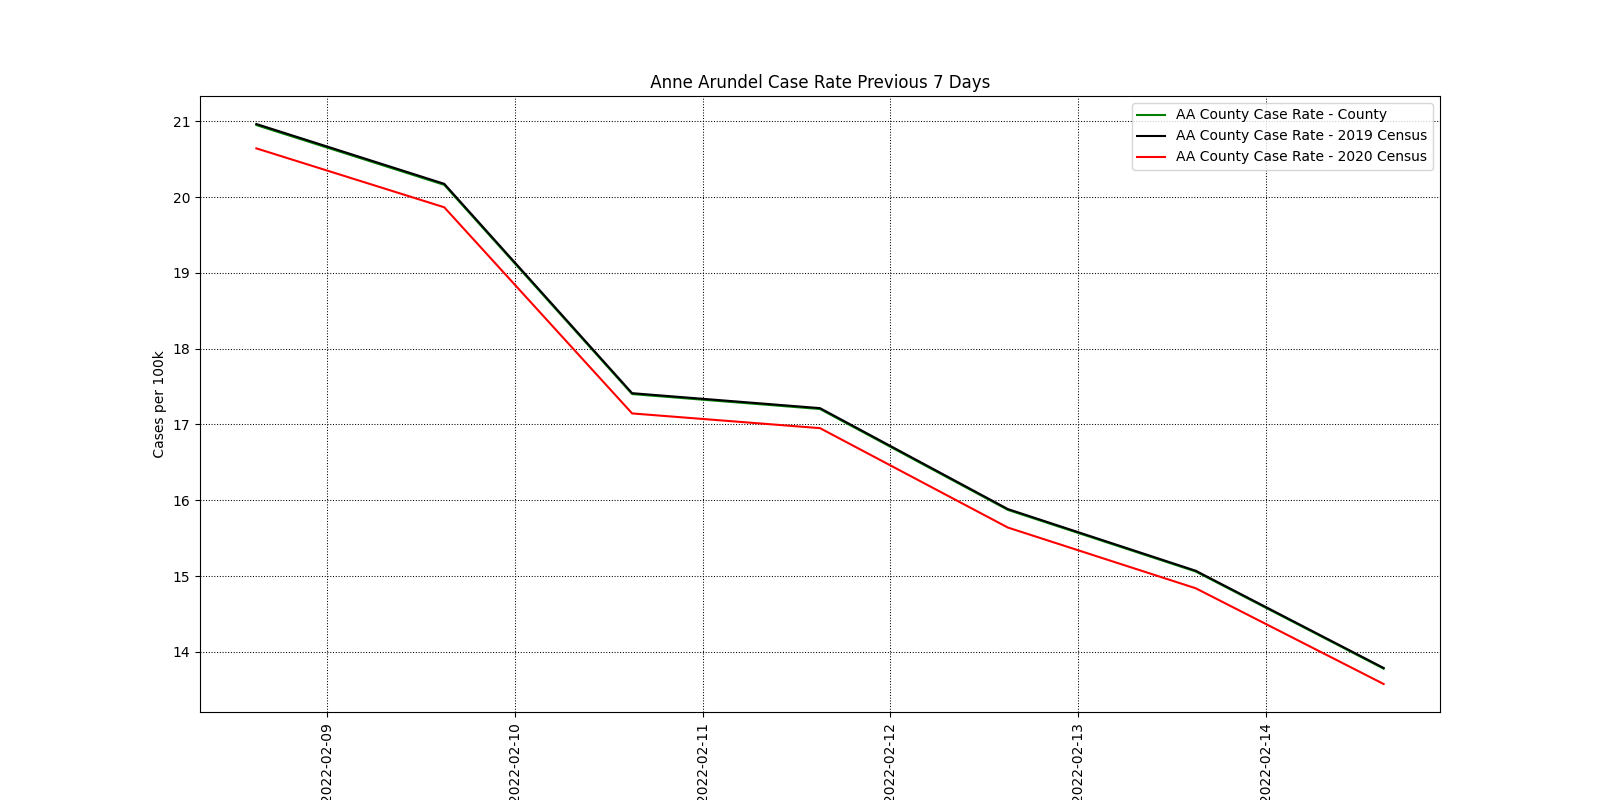 Anne Arundel Case Rate Previous 7 Days
AA County Case Rate - County
AA County Case Rate - 2019 Census
AA County Case Rate - 2020 Census
Cases per 100k
21
20
19
18
17
16
15
14
2022-02-09
2022-02-10
2022-02-11
2022-02-12
2022-02-13
2022-02-14